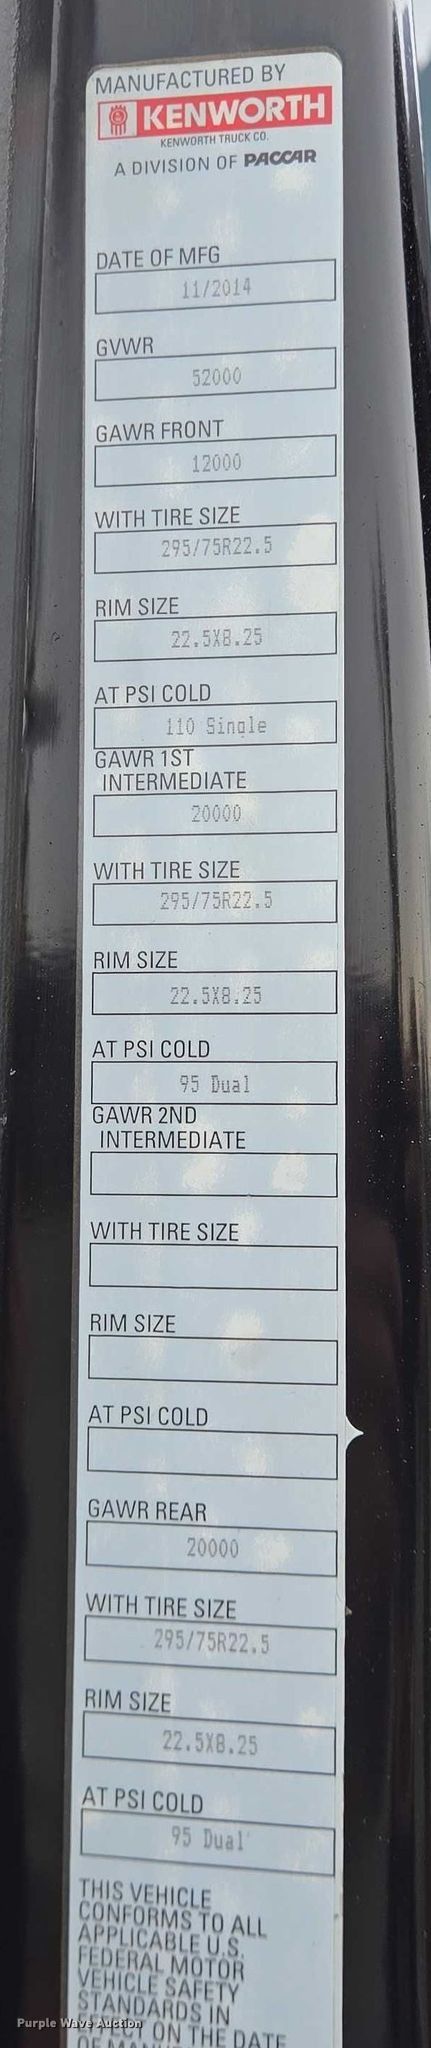 MANUFACTURED BY
KENWORTH
KENWORTH TRUCK CO.
A DIVISION OF PACCAR
DATE OF MFG
11/2014
GVWR
52000
GAWR FRONT
12000
WITH TIRE SIZE
295/75R22.5
RIM SIZE
22.5X8.25
AT PSI COLD
110 Single
GAWR 1ST
INTERMEDIATE
20000
WITH TIRE SIZE
295/75R22.5
RIM SIZE
22.5X8.25
AT PSI COLD
95 Dual
GAWR 2ND
INTERMEDIATE
WITH TIRE SIZE
RIM SIZE
AT PSI COLD
GAWR REAR
20000
WITH TIRE SIZE
295/75R22.5
RIM SIZE
22.5X8.25
AT PSI COLD
95 Dual
THIS VEHICLE
CONFORMS TO ALL
APPLICABLE U.S.
FEDERAL MOTOR
VEHICLE SAFETY
STANDARDS IN
EFFECT ON THE DATE
Purple Wave Auction